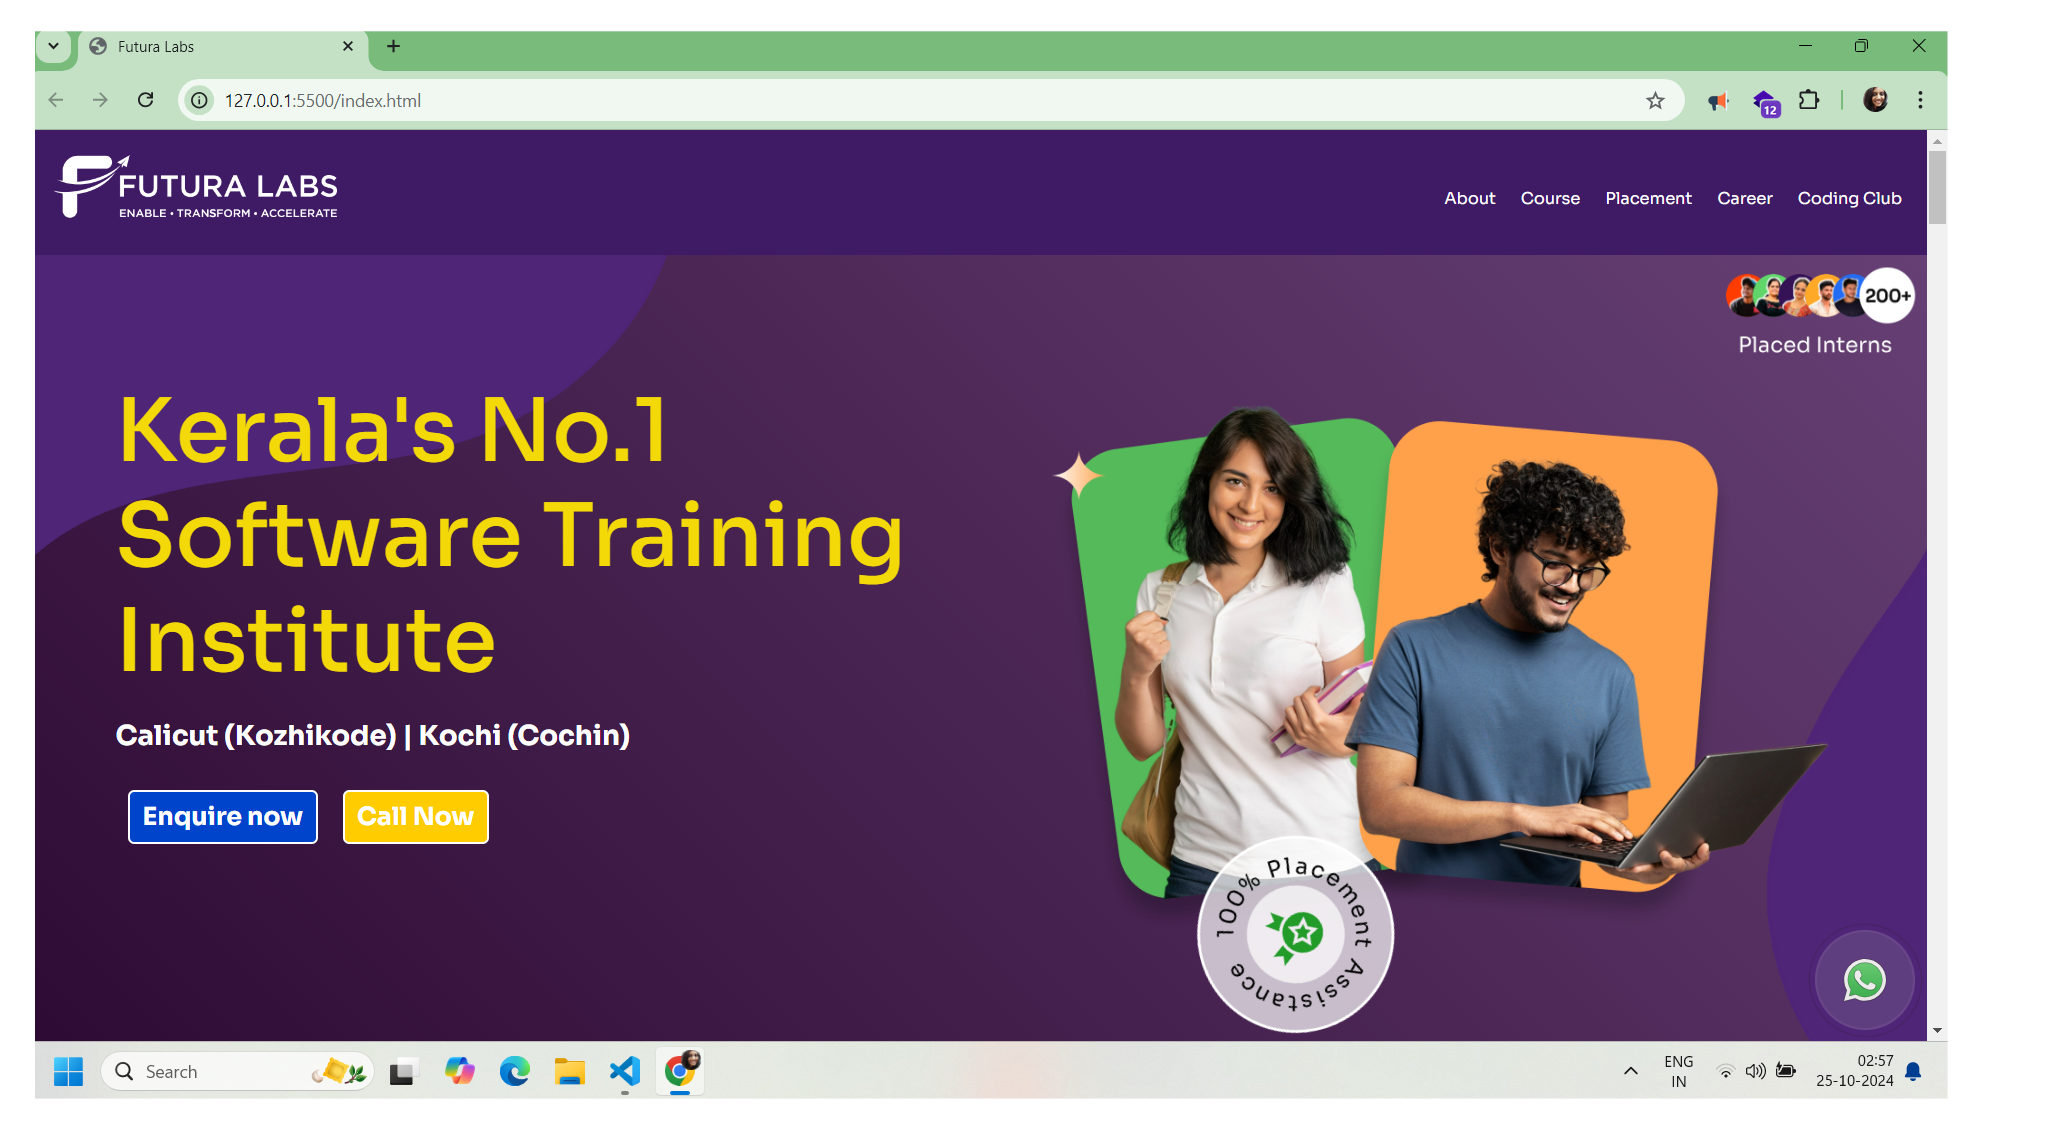 Futura Labs
127.0.0.1:5500/index.html
12
FUTURA LABS
ENABLE • TRANSFORM • ACCELERATE
About Course Placement Career Coding Club
200+
Placed Interns
Kerala's No.1
Software Training
Institute
Calicut (Kozhikode) | Kochi (Cochin)
Enquire now Call Now
100% Placement Assistance
Search
ENG
IN
02:57
25-10-2024